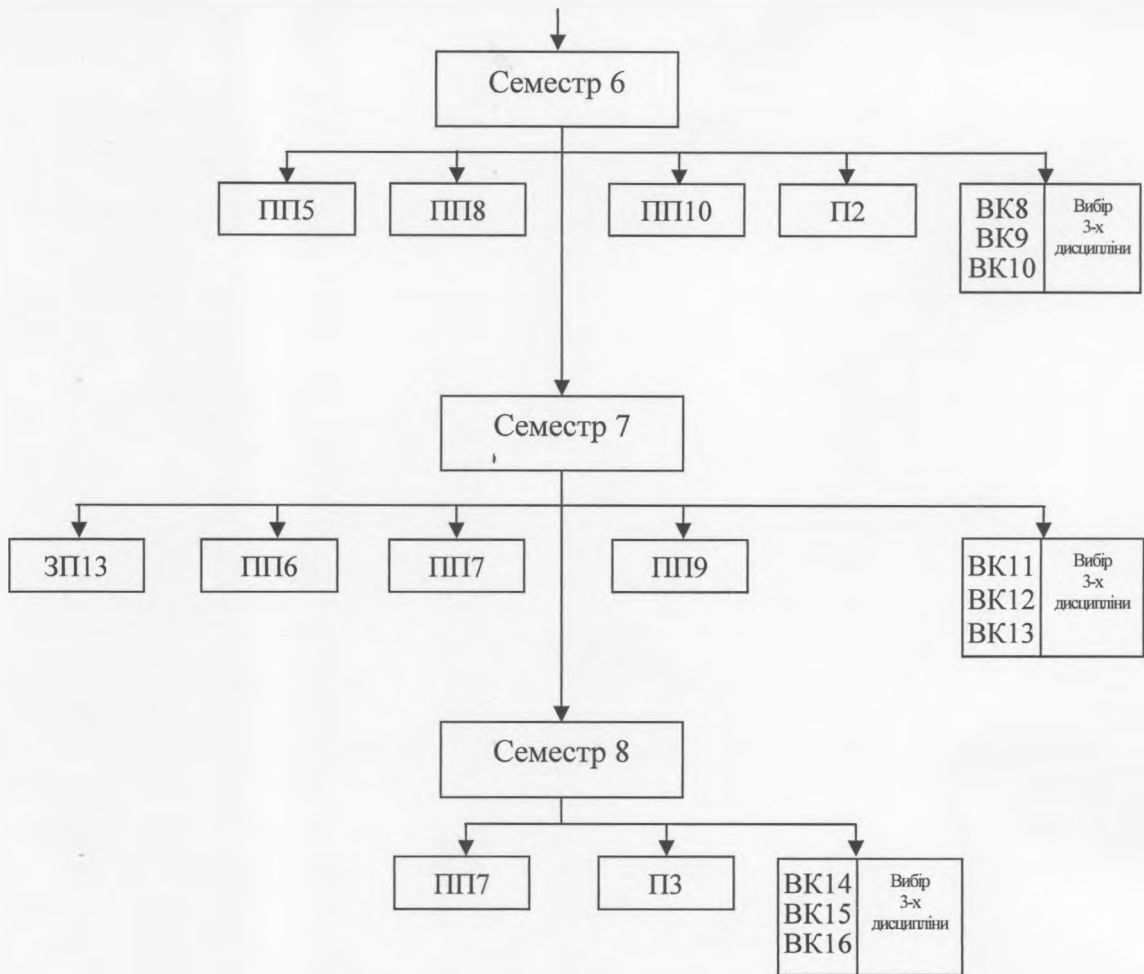 Семестр 6
ПП5
ПП8
ПП10
П2
ВК8
ВК9
ВК10
Вибір
3-х
дисципліни
Семестр 7
ЗП13
ПП6
ПП7
ПП9
ВК11
ВК12
ВК13
Вибір
3-х
дисципліни
Семестр 8
ПП7
П3
ВК14
ВК15
ВК16
Вибір
3-х
дисципліни